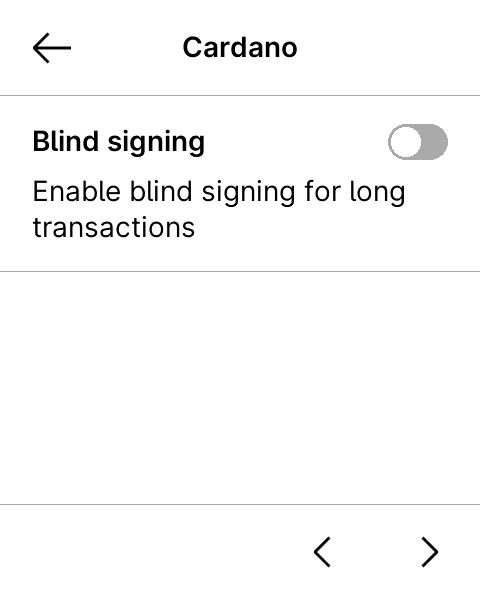 Cardano
Blind signing
Enable blind signing for long
transactions